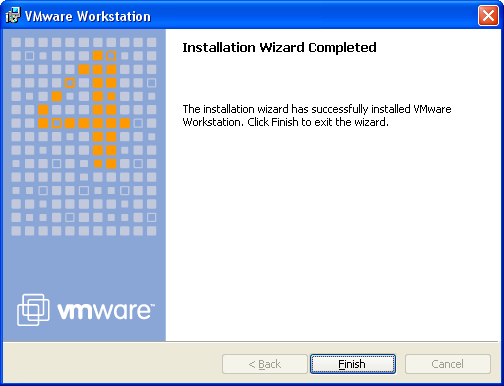 VMware Workstation
Installation Wizard Completed
The installation wizard has successfully installed VMware
Workstation. Click Finish to exit the wizard.
vmware™
< Back
Finish
Cancel